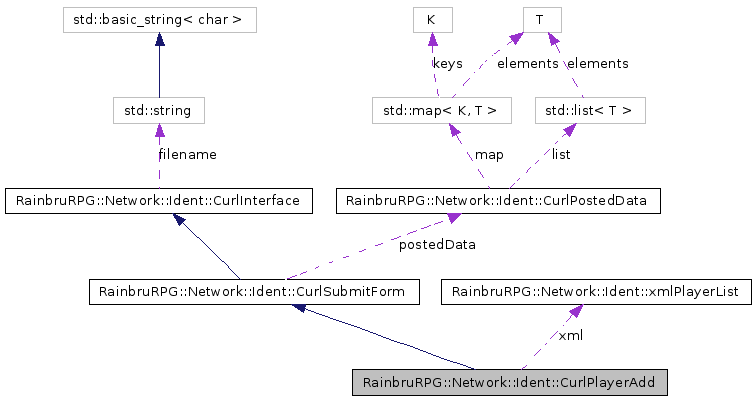 std::basic_string< char >
K
T
keys
elements
elements
std::string
std::map< K, T >
std::list< T >
filename
map
list
RainbruRPG::Network::Ident::CurlInterface
RainbruRPG::Network::Ident::CurlPostedData
postedData
RainbruRPG::Network::Ident::CurlSubmitForm
RainbruRPG::Network::Ident::xmlPlayerList
xml
RainbruRPG::Network::Ident::CurlPlayerAdd